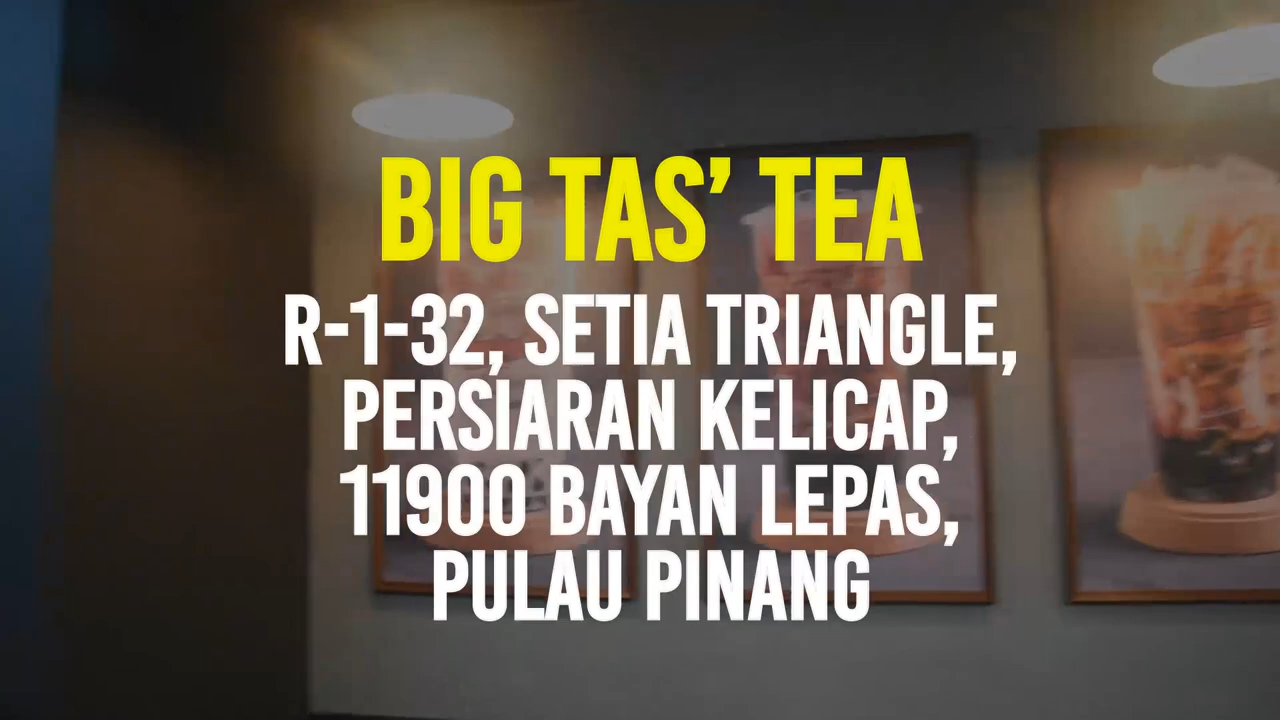 BIG TAS' TEA
R-1-32, SETIA TRIANGLE,
PERSIARAN KELICAP,
11900 BAYAN LEPAS,
PULAU PINANG